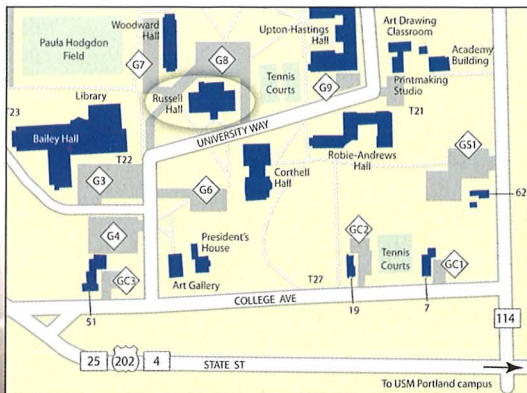 Woodward
Hall
Paula Hodgdon
Field
G7
G8
Upton-Hastings
Hall
Art Drawing
Classroom
Academy
Building
Tennis
Courts
G9
Printmaking
Studio
T21
Library
T23
Russell
Hall
Bailey Hall
UNIVERSITY WAY
T22
G3
Robie-Andrews
Hall
GS1
Corthell
Hall
G6
62
G4
President's
House
GC2
Tennis
Courts
GC1
GC3
Art Gallery
T27
COLLEGE AVE
51
19
7
114
25
202
4
STATE ST
To USM Portland campus